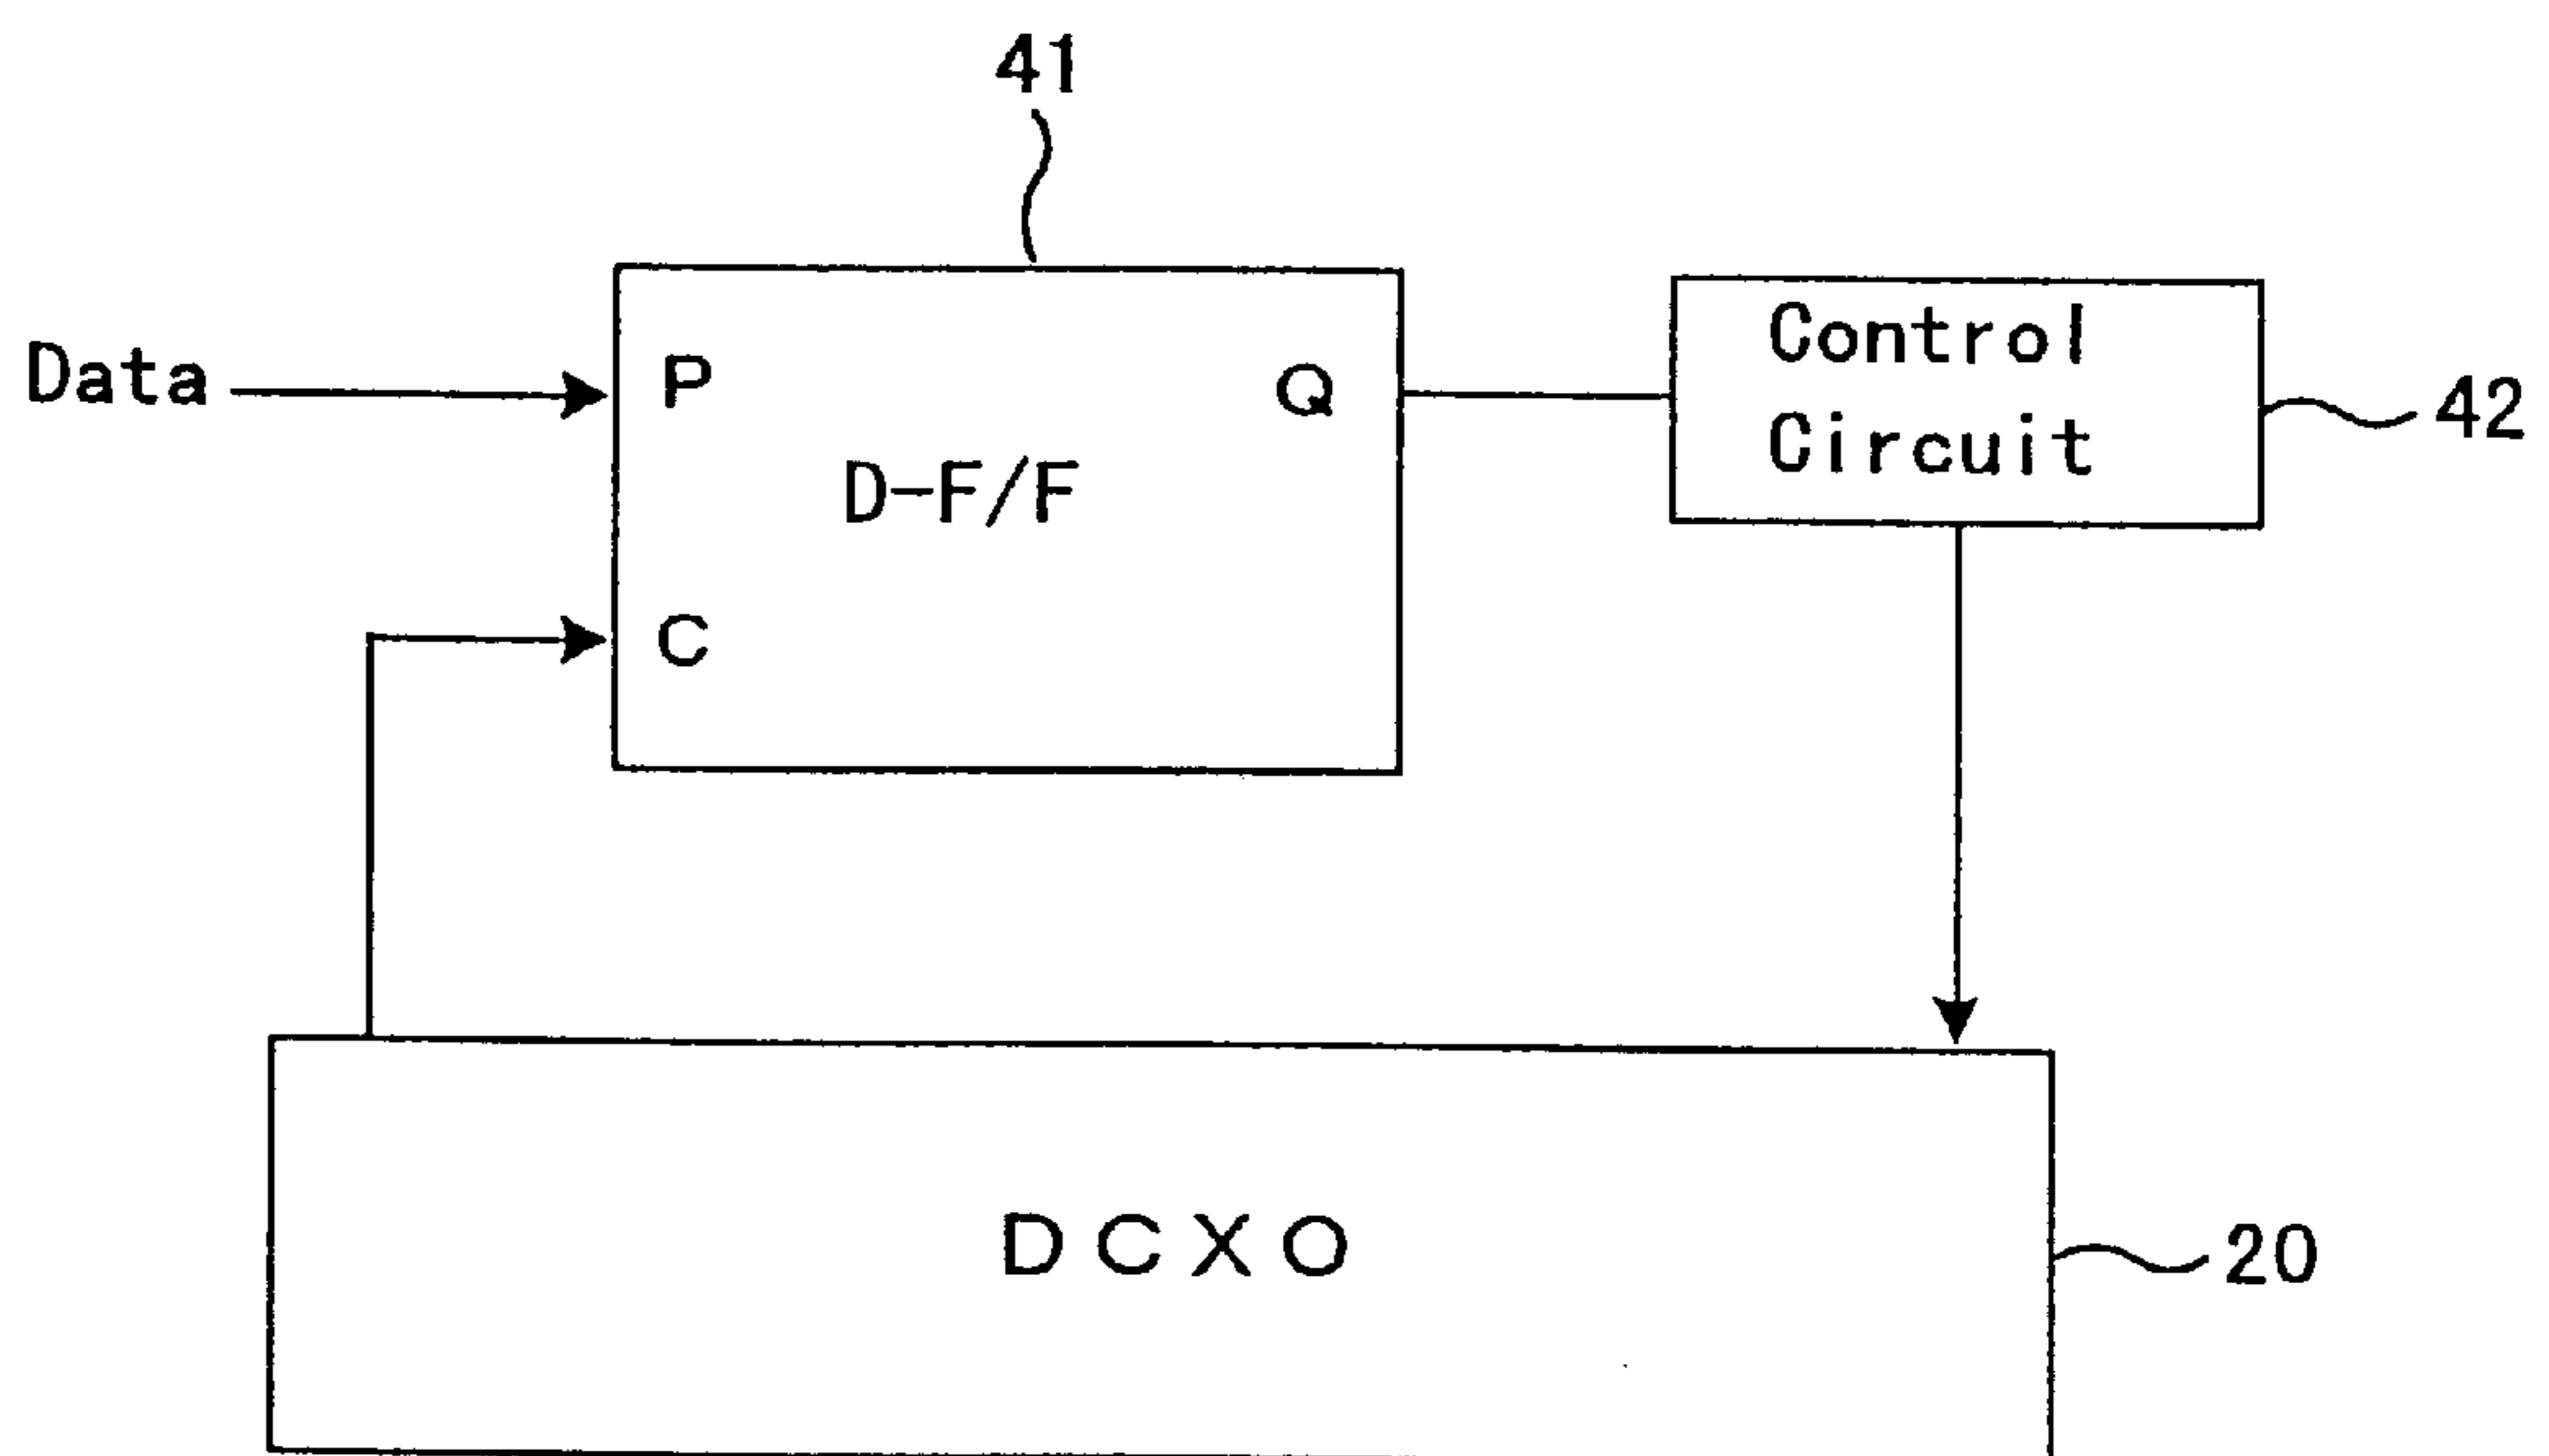 41
Data
P
Q
D-F/F
C
Control
Circuit
42
DCXO
20